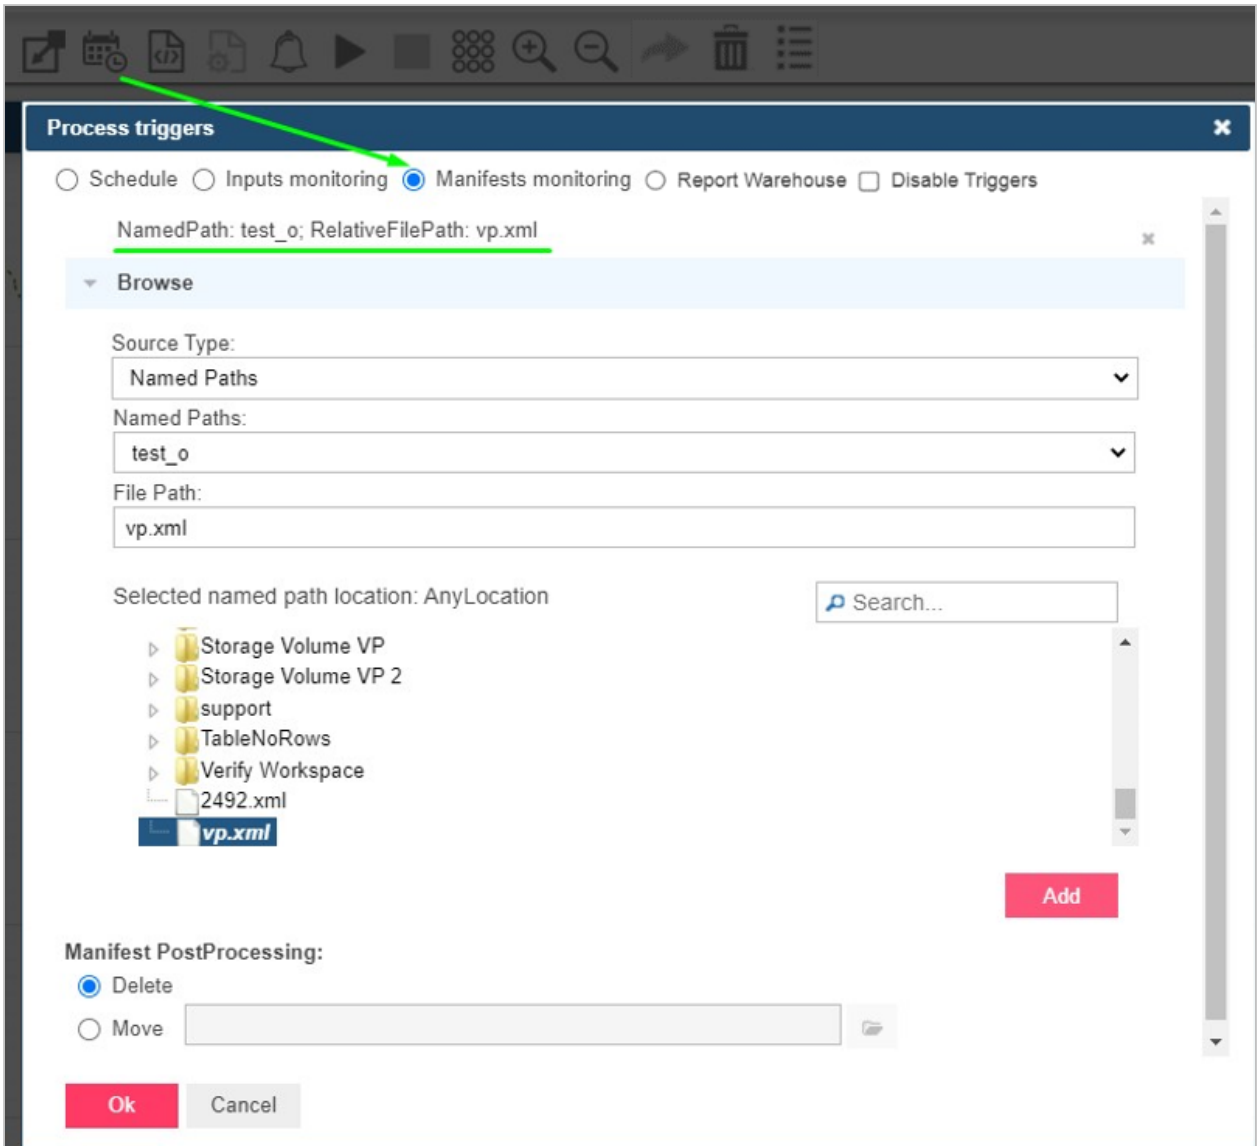 Process triggers
Schedule Inputs monitoring Manifests monitoring Report Warehouse Disable Triggers
NamedPath: test_o; RelativeFilePath: vp.xml
Browse
Source Type:
Named Paths
Named Paths:
test_o
File Path:
vp.xml
Selected named path location: AnyLocation
Search...
Storage Volume VP
Storage Volume VP 2
support
TableNoRows
Verify Workspace
2492.xml
vp.xml
Add
Manifest PostProcessing:
Delete
Move
Ok Cancel